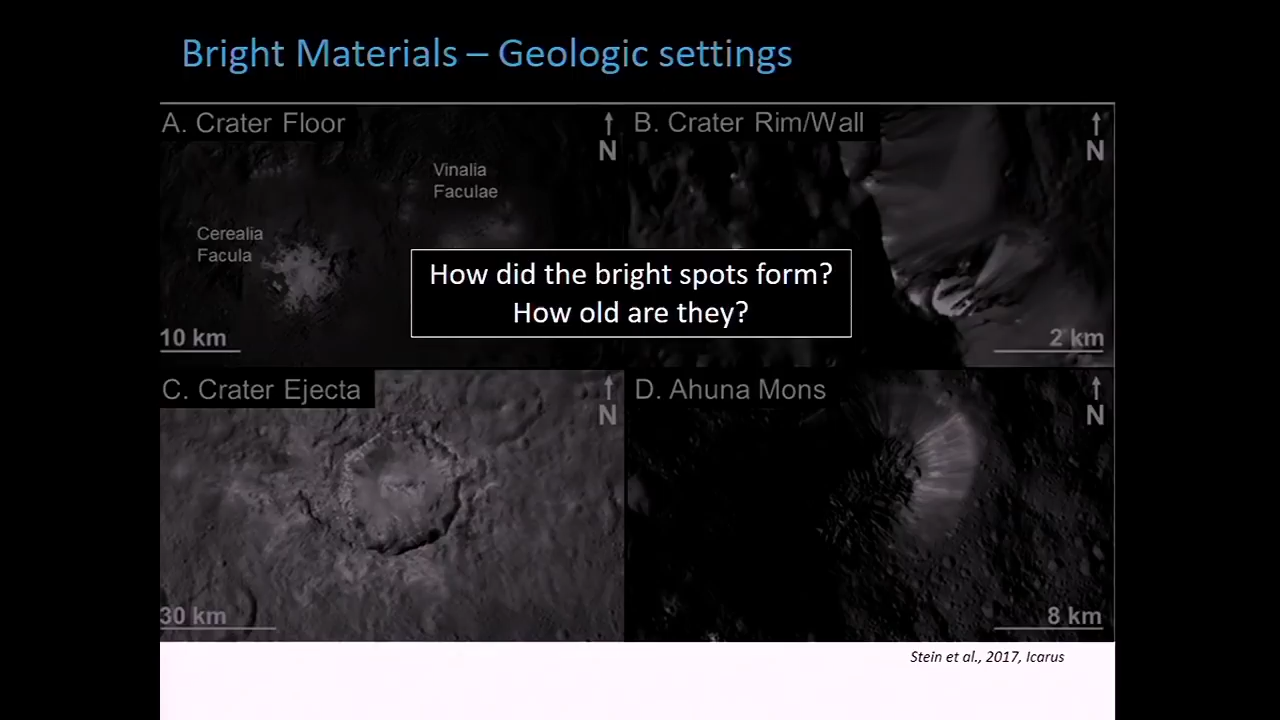 Bright Materials – Geologic settings
A. Crater Floor
N
B. Crater Rim/Wall
N
Vinalia
Faculae
Cerealia
Facula
How did the bright spots form?
How old are they?
10 km
2 km
C. Crater Ejecta
N
D. Ahuna Mons
N
30 km
8 km
Stein et al., 2017, Icarus